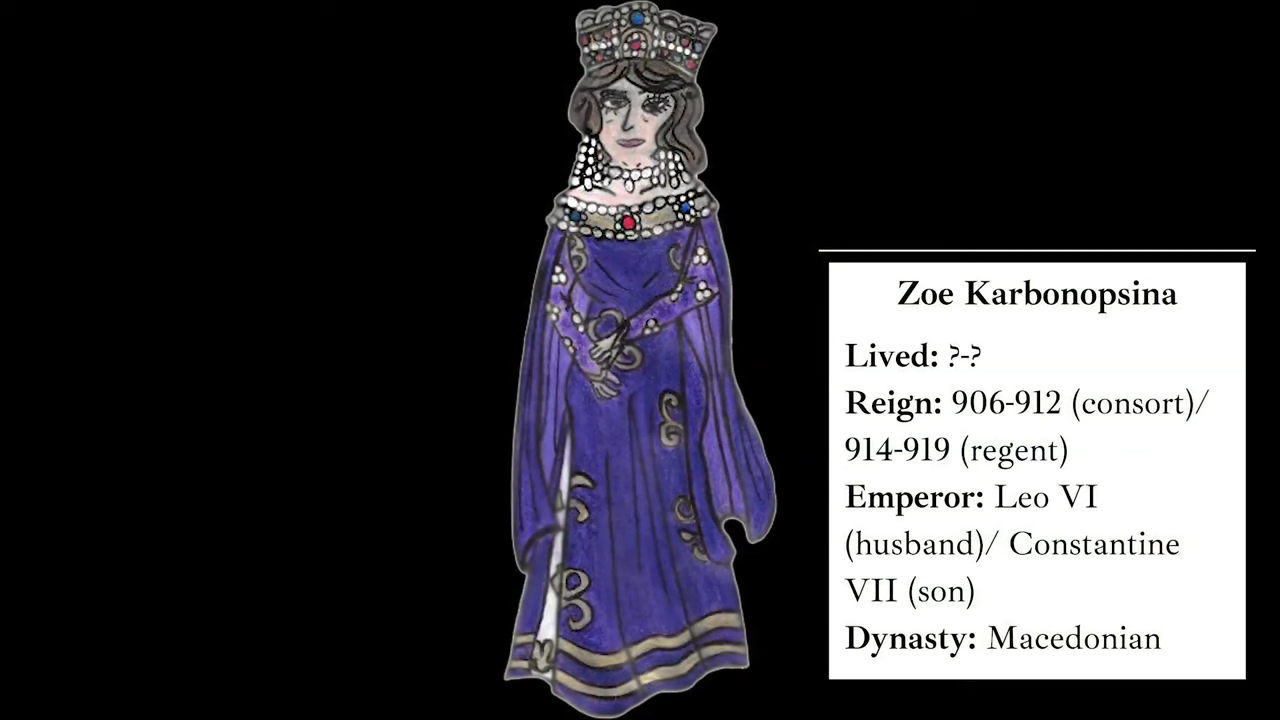 Zoe Karbonopsina
Lived: ?-?
Reign: 906-912 (consort)/
914-919 (regent)
Emperor: Leo VI
(husband)/ Constantine
VII (son)
Dynasty: Macedonian